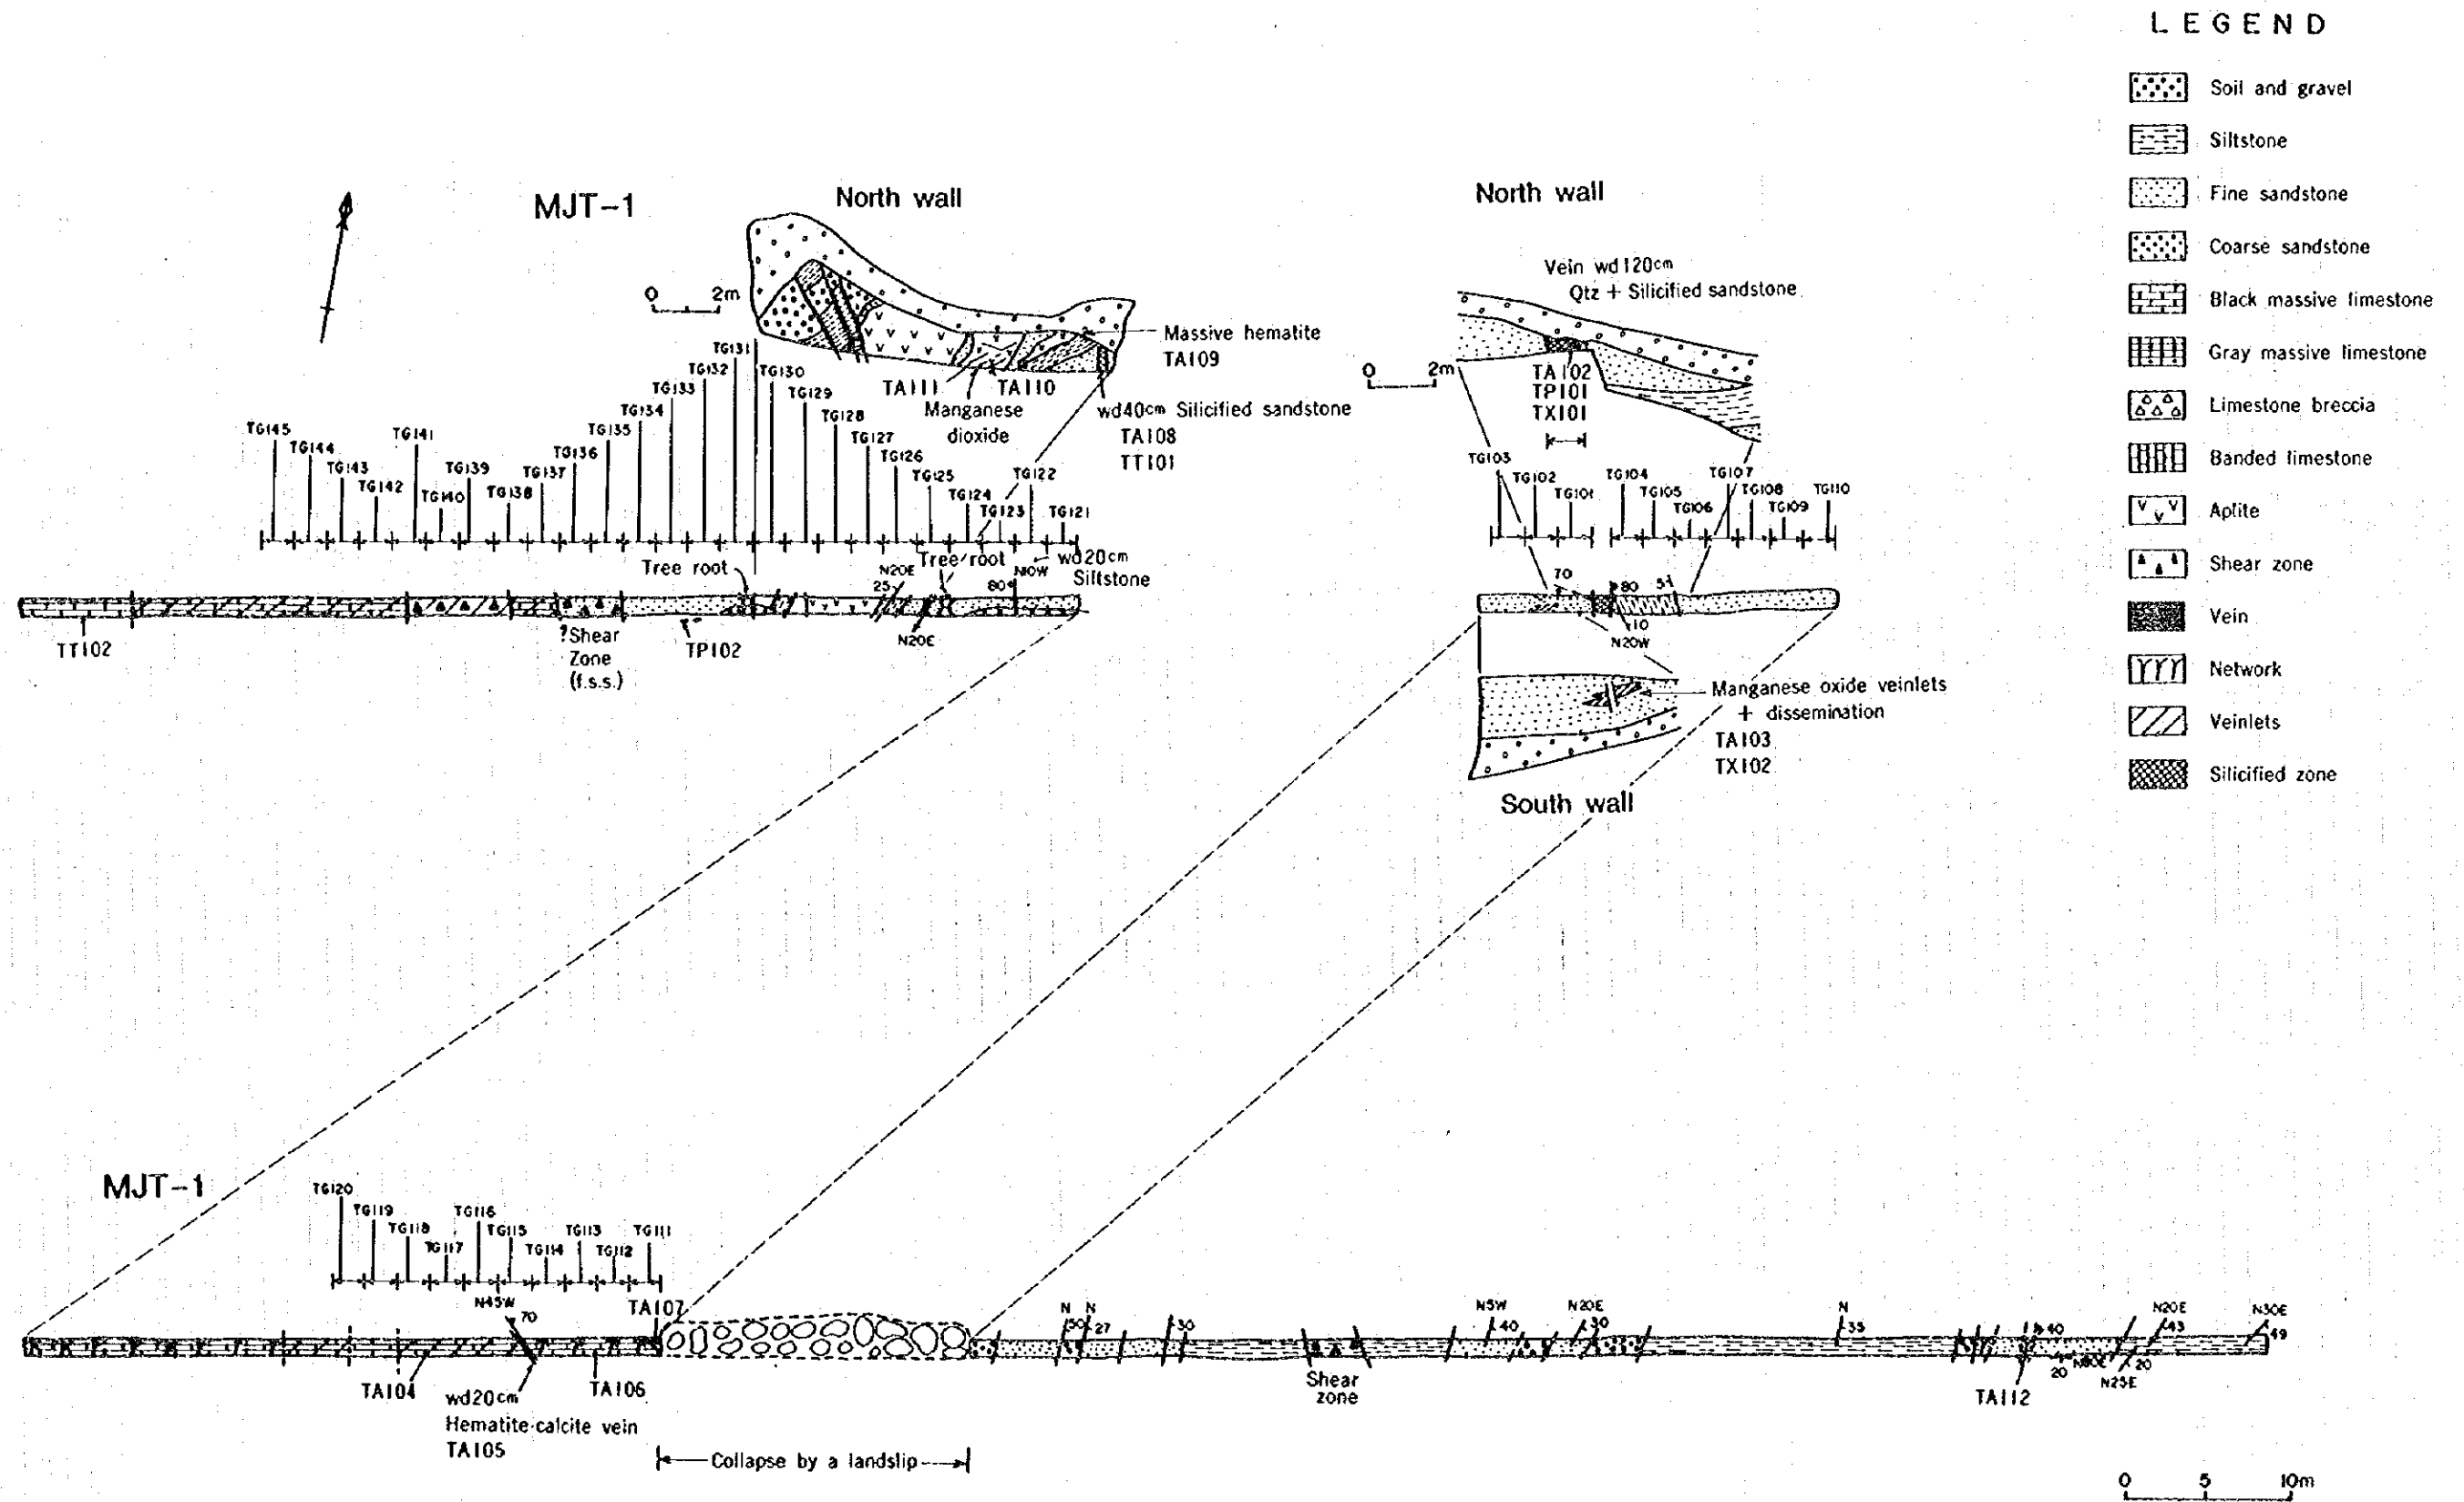 LEGEND
Soil and gravel
Siltstone
Fine sandstone
Coarse sandstone
Black massive limestone
Gray massive limestone
Limestone breccia
Banded limestone
Aplite
Shear zone
Vein
Network
Veinlets
Silicified zone
MJT-1
North wall
0 2m
Massive hematite
TA109
TA111
TA110
Manganese
dioxide
wd40cm Silicified sandstone
TA108
TT101
TG145
TG144
TG143
TG142
TG141
TG140
TG139
TG138
TG137
TG136
TG135
TG134
TG133
TG132
TG131
TG130
TG129
TG128
TG127
TG126
TG125
TG124
TG123
TG122
TG121
Tree root
N20E
25
Tree root
N10W
80
wd20cm
Siltstone
TT102
?Shear
Zone
(f.s.s.)
TP102
N20E
North wall
Vein wd120cm
Qtz + Silicified sandstone
0 2m
TA102
TP101
TX101
TG103
TG102
TG101
TG104
TG105
TG106
TG107
TG108
TG109
TG110
70
80
10
N20W
Manganese oxide veinlets
+ dissemination
TA103
TX102
South wall
MJT-1
TG120
TG119
TG118
TG117
TG116
TG115
TG114
TG113
TG112
TG111
N45W
70
TA107
TA104
wd20cm
Hematite-calcite vein
TA105
TA106
Collapse by a landslip
N
50
N
27
30
Shear
zone
N5W
40
N20E
30
N
35
40
TA112
20
N25E
20
N20E
43
N30E
49
0 5 10m